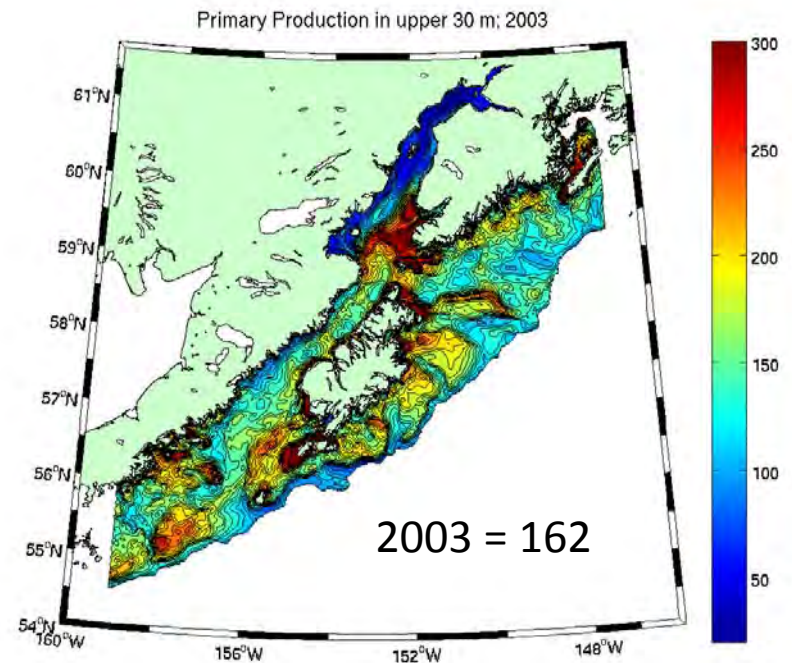 Primary Production in upper 30 m; 2003
61°N
60°N
59°N
58°N
57°N
56°N
55°N
54°N
160°W
156°W
152°W
148°W
300
250
200
150
100
50
2003 = 162